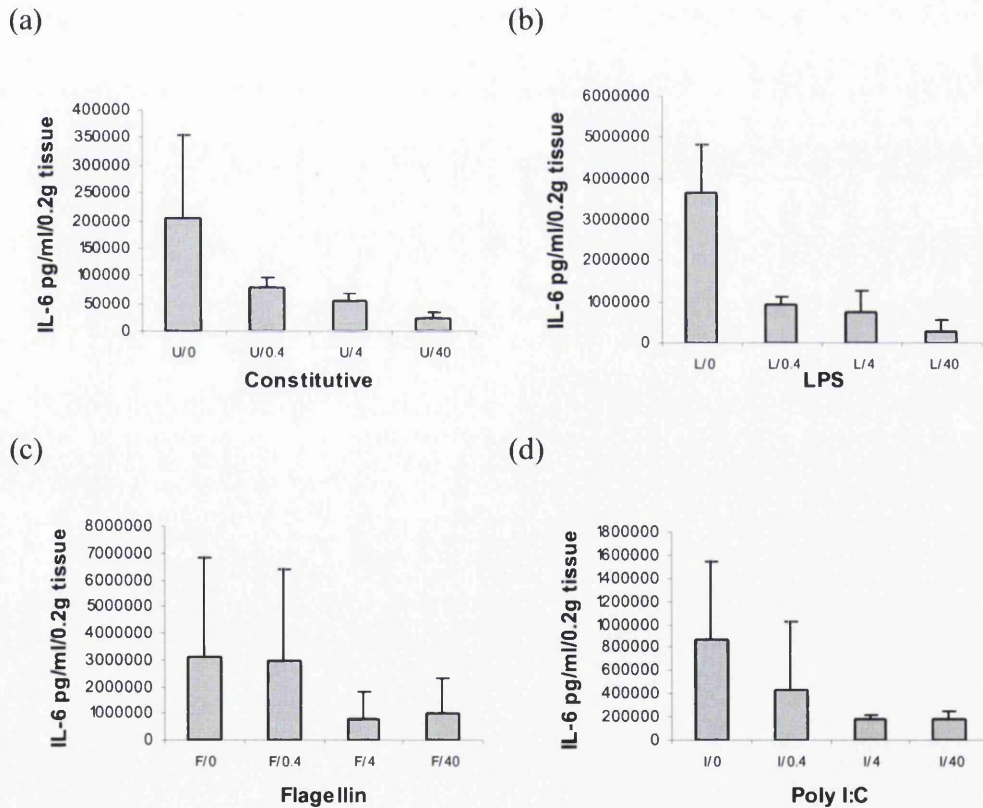 (a)
IL-6 pg/ml/0.2g tissue
400000
350000
300000
250000
200000
150000
100000
50000
0
U/0 U/0.4 U/4 U/40
Constitutive
(b)
IL-6 pg/ml/0.2g tissue
6000000
5000000
4000000
3000000
2000000
1000000
0
L/0 L/0.4 L/4 L/40
LPS
(c)
IL-6 pg/ml/0.2g tissue
8000000
7000000
6000000
5000000
4000000
3000000
2000000
1000000
0
F/0 F/0.4 F/4 F/40
Flagellin
(d)
IL-6 pg/ml/0.2g tissue
1800000
1600000
1400000
1200000
1000000
800000
600000
400000
200000
0
I/0 I/0.4 I/4 I/40
Poly I:C